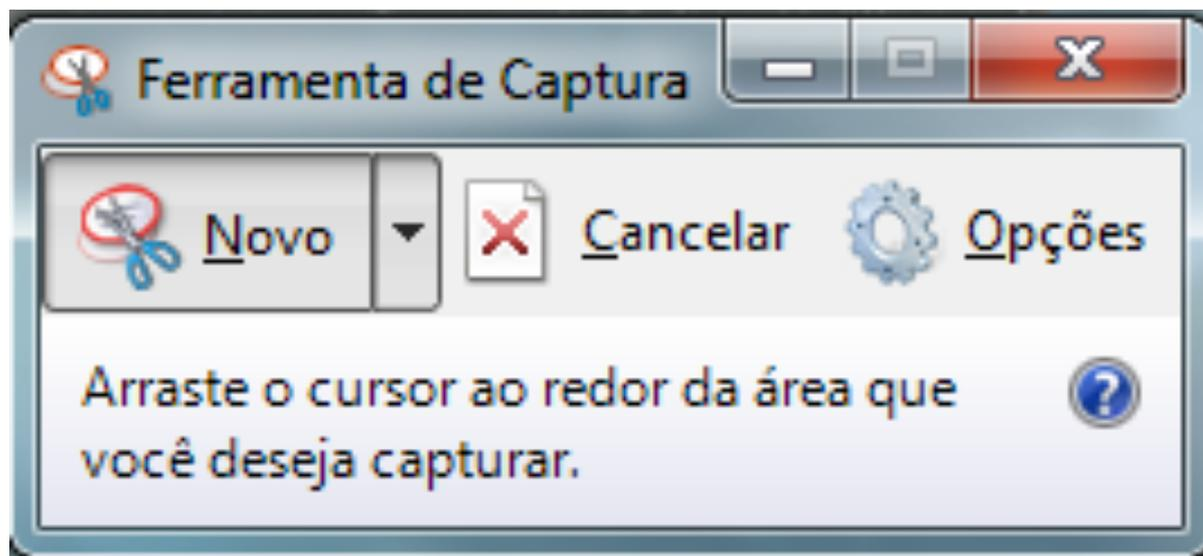 Ferramenta de Captura
Novo Cancelar Opções
Arraste o cursor ao redor da área que
você deseja capturar.